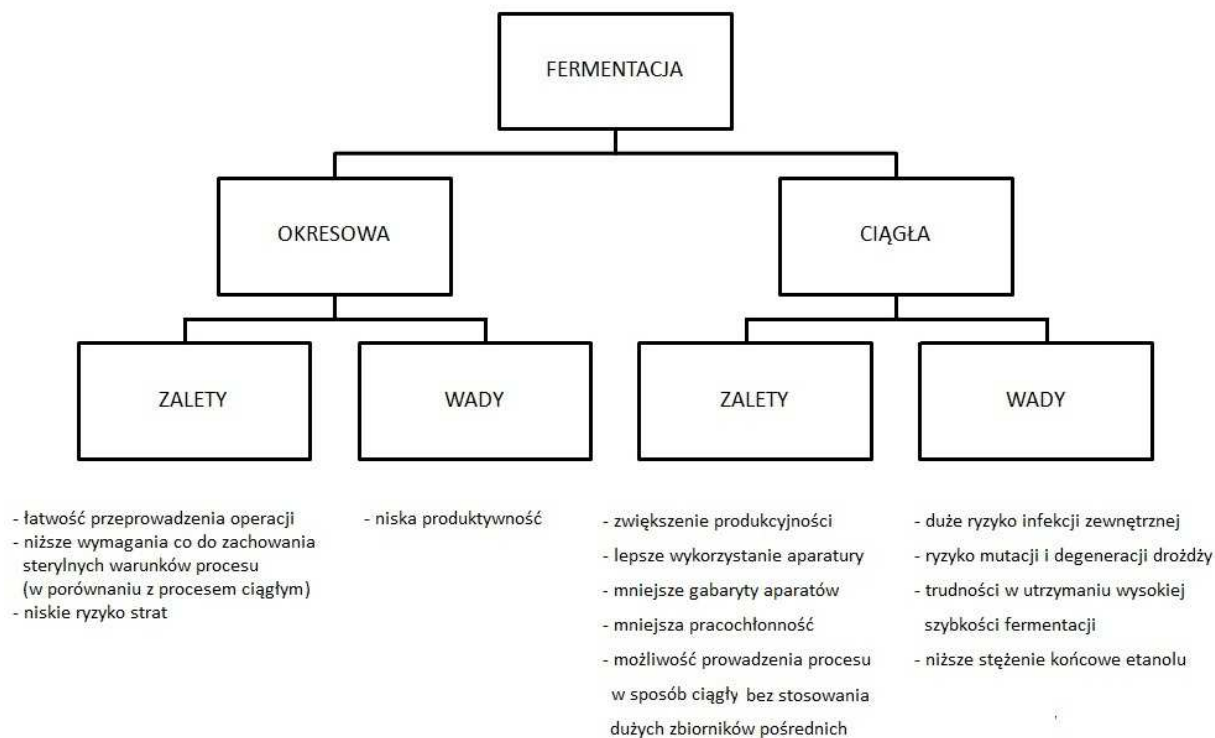 FERMENTACJA
OKRESOWA
CIĄGŁA
ZALETY
WADY
ZALETY
WADY
- łatwość przeprowadzenia operacji
- niższe wymagania co do zachowania
sterylnych warunków procesu
(w porównaniu z procesem ciągłym)
- niskie ryzyko strat
- niska produktywność
- zwiększenie produkcyjności
- lepsze wykorzystanie aparatury
- mniejsze gabaryty aparatów
- mniejsza pracochłonność
- możliwość prowadzenia procesu
w sposób ciągły bez stosowania
dużych zbiorników pośrednich
- duże ryzyko infekcji zewnętrznej
- ryzyko mutacji i degeneracji drożdży
- trudności w utrzymaniu wysokiej
szybkości fermentacji
- niższe stężenie końcowe etanolu